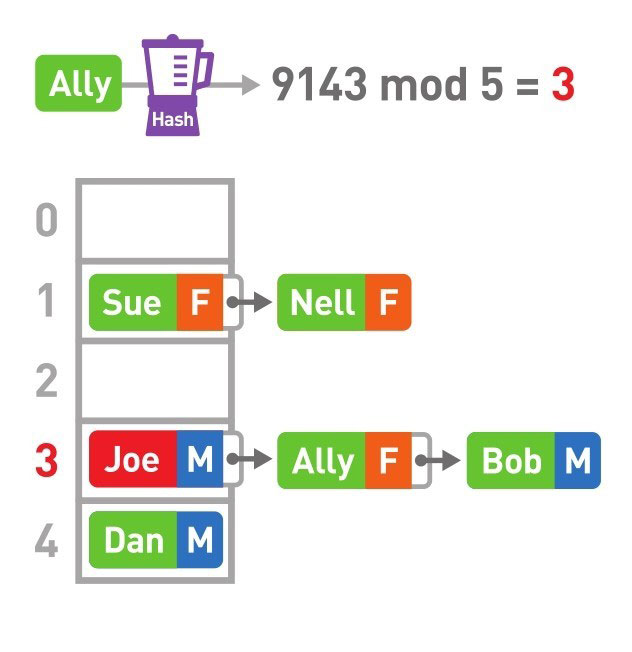 Ally Hash 9143 mod 5 = 3
0
1 Sue F Nell F
2
3 Joe M Ally F Bob M
4 Dan M